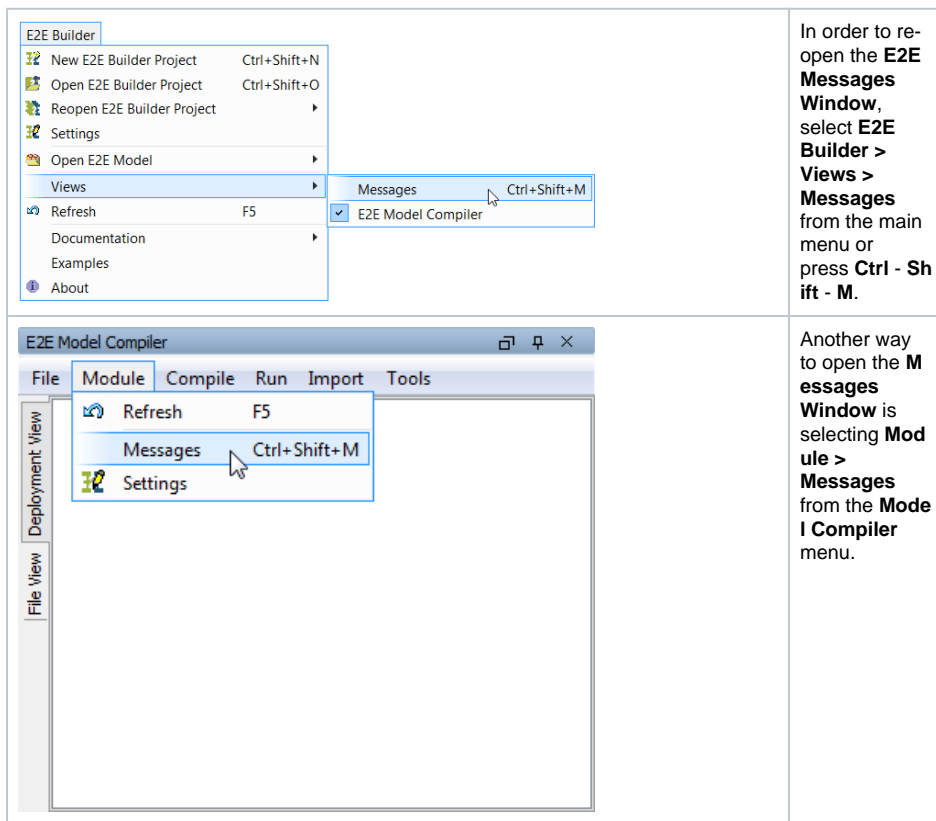 E2E Builder
New E2E Builder Project Ctrl+Shift+N
Open E2E Builder Project Ctrl+Shift+O
Reopen E2E Builder Project
Settings
Open E2E Model
Views
Messages Ctrl+Shift+M
Refresh F5
E2E Model Compiler
Documentation
Examples
About
In order to re-
open the E2E
Messages
Window,
select E2E
Builder >
Views >
Messages
from the main
menu or
press Ctrl - Sh
ift - M.
E2E Model Compiler
File Module Compile Run Import Tools
Refresh F5
Messages Ctrl+Shift+M
Settings
Deployment View
File View
Another way
to open the M
essages
Window is
selecting Mod
ule >
Messages
from the Mode
l Compiler
menu.